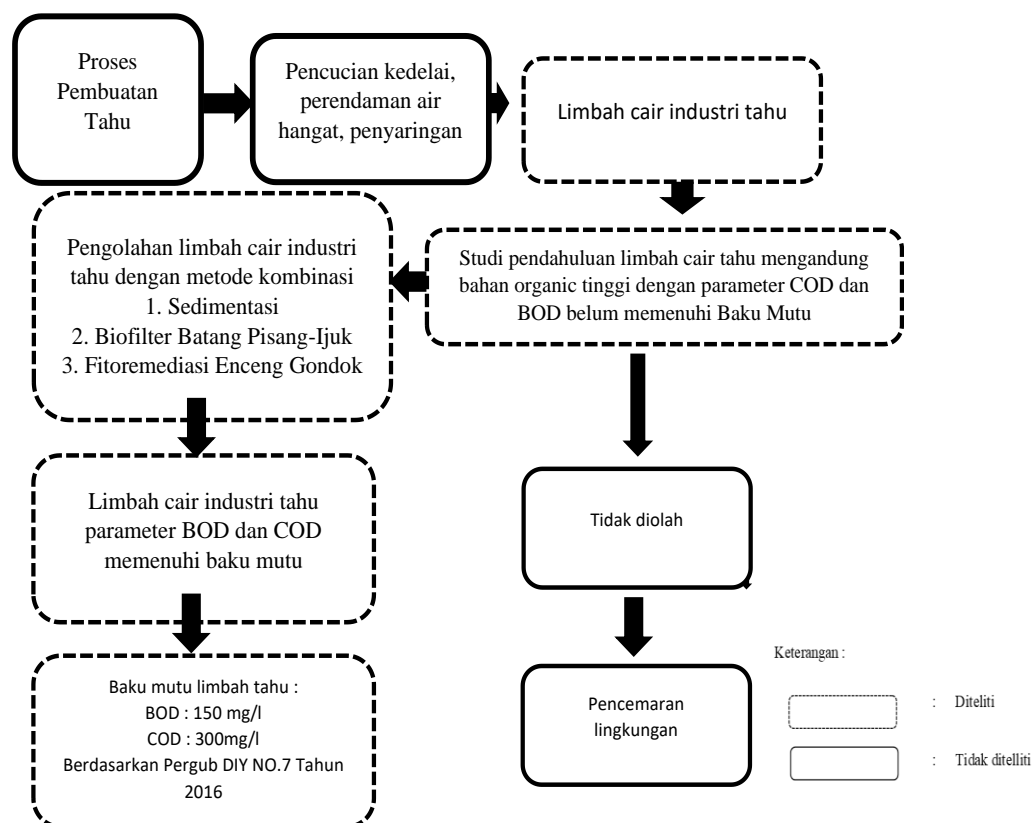 Proses
Pembuatan
Tahu
Pencucian kedelai,
perendaman air
hangat, penyaringan
Limbah cair industri tahu
Pengolahan limbah cair industri
tahu dengan metode kombinasi
1. Sedimentasi
2. Biofilter Batang Pisang-Ijuk
3. Fitoremediasi Enceng Gondok
Studi pendahuluan limbah cair tahu mengandung
bahan organic tinggi dengan parameter COD dan
BOD belum memenuhi Baku Mutu
Limbah cair industri tahu
parameter BOD dan COD
memenuhi baku mutu
Tidak diolah
Baku mutu limbah tahu :
BOD : 150 mg/l
COD : 300mg/l
Berdasarkan Pergub DIY NO.7 Tahun
2016
Pencemaran
lingkungan
Keterangan :
: Diteliti
: Tidak ditelliti